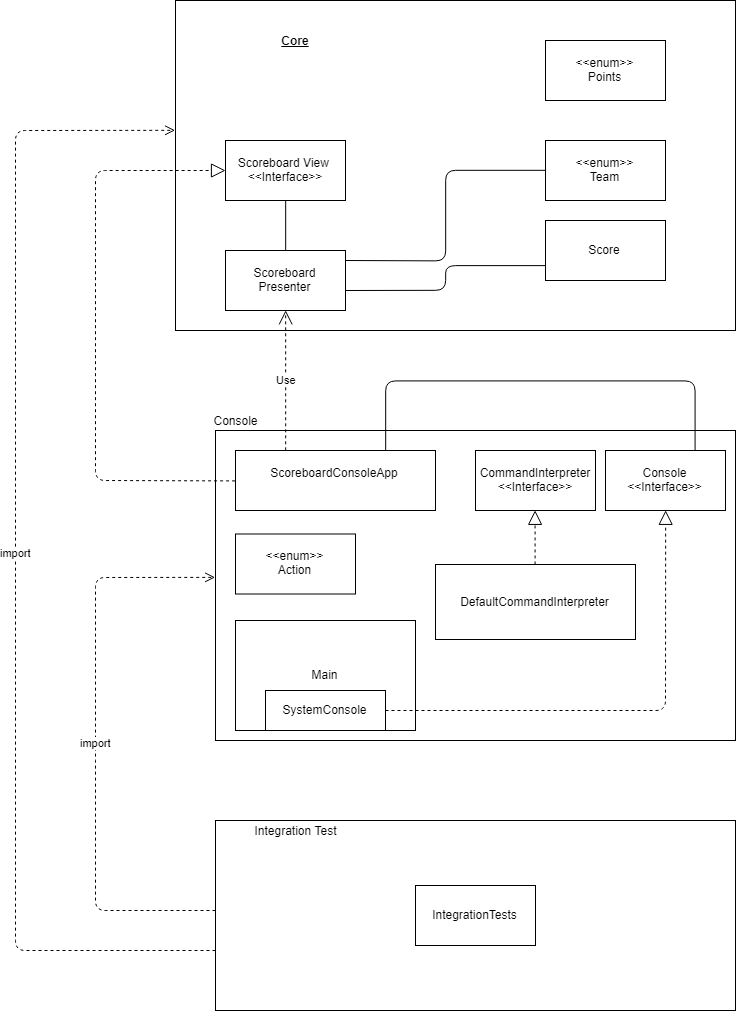 Core
<<enum>>
Points
Scoreboard View
<<Interface>>
<<enum>>
Team
Score
Scoreboard
Presenter
Use
Console
ScoreboardConsoleApp
CommandInterpreter
<<Interface>>
Console
<<Interface>>
<<enum>>
Action
import
DefaultCommandInterpreter
Main
SystemConsole
import
Integration Test
IntegrationTests